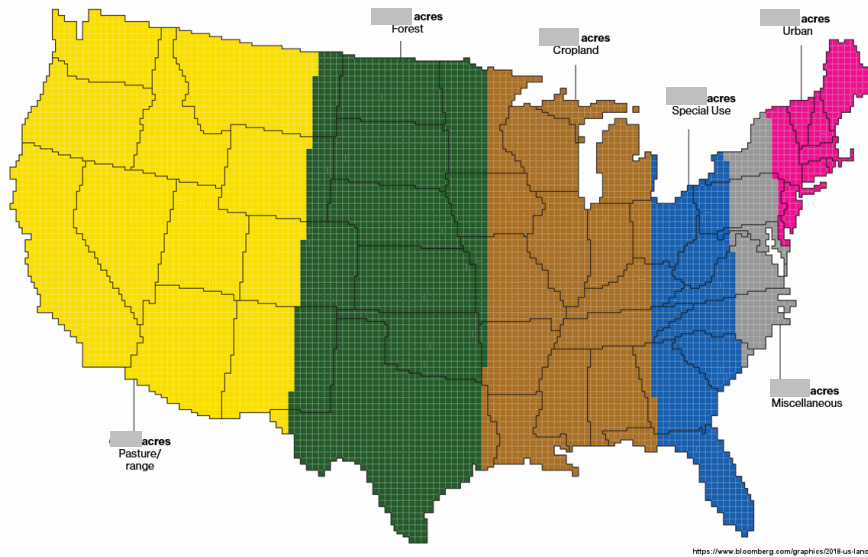 acres
Forest
acres
Cropland
acres
Urban
acres
Special Use
acres
Miscellaneous
acres
Pasture/
range
https://www.bloomberg.com/graphics/2018-us-land